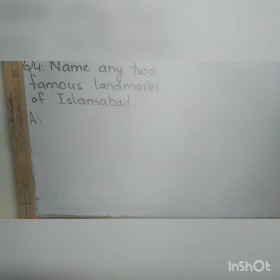 Q4: Name any two
famous landmarks
of Islamabad.
A:
InShOt